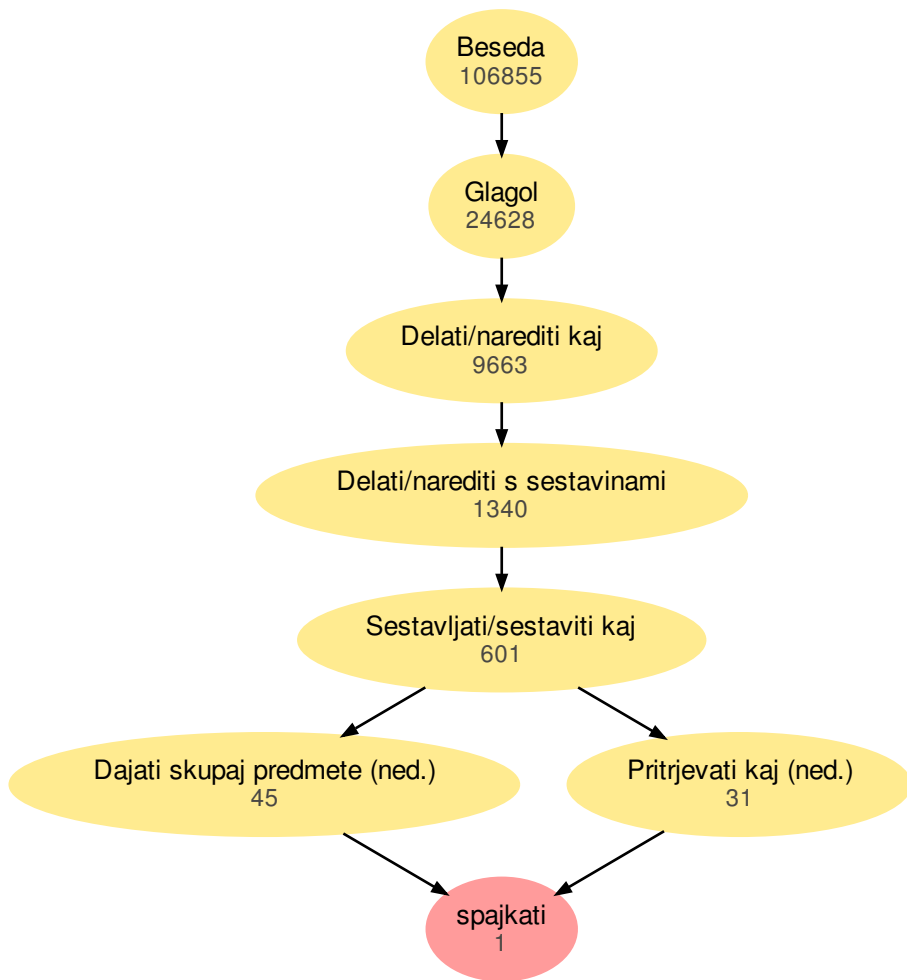 Beseda
106855
Glagol
24628
Delati/narediti kaj
9663
Delati/narediti s sestavinami
1340
Sestavljati/sestaviti kaj
601
Dajati skupaj predmete (ned.)
45
Pritrjevati kaj (ned.)
31
spajkati
1